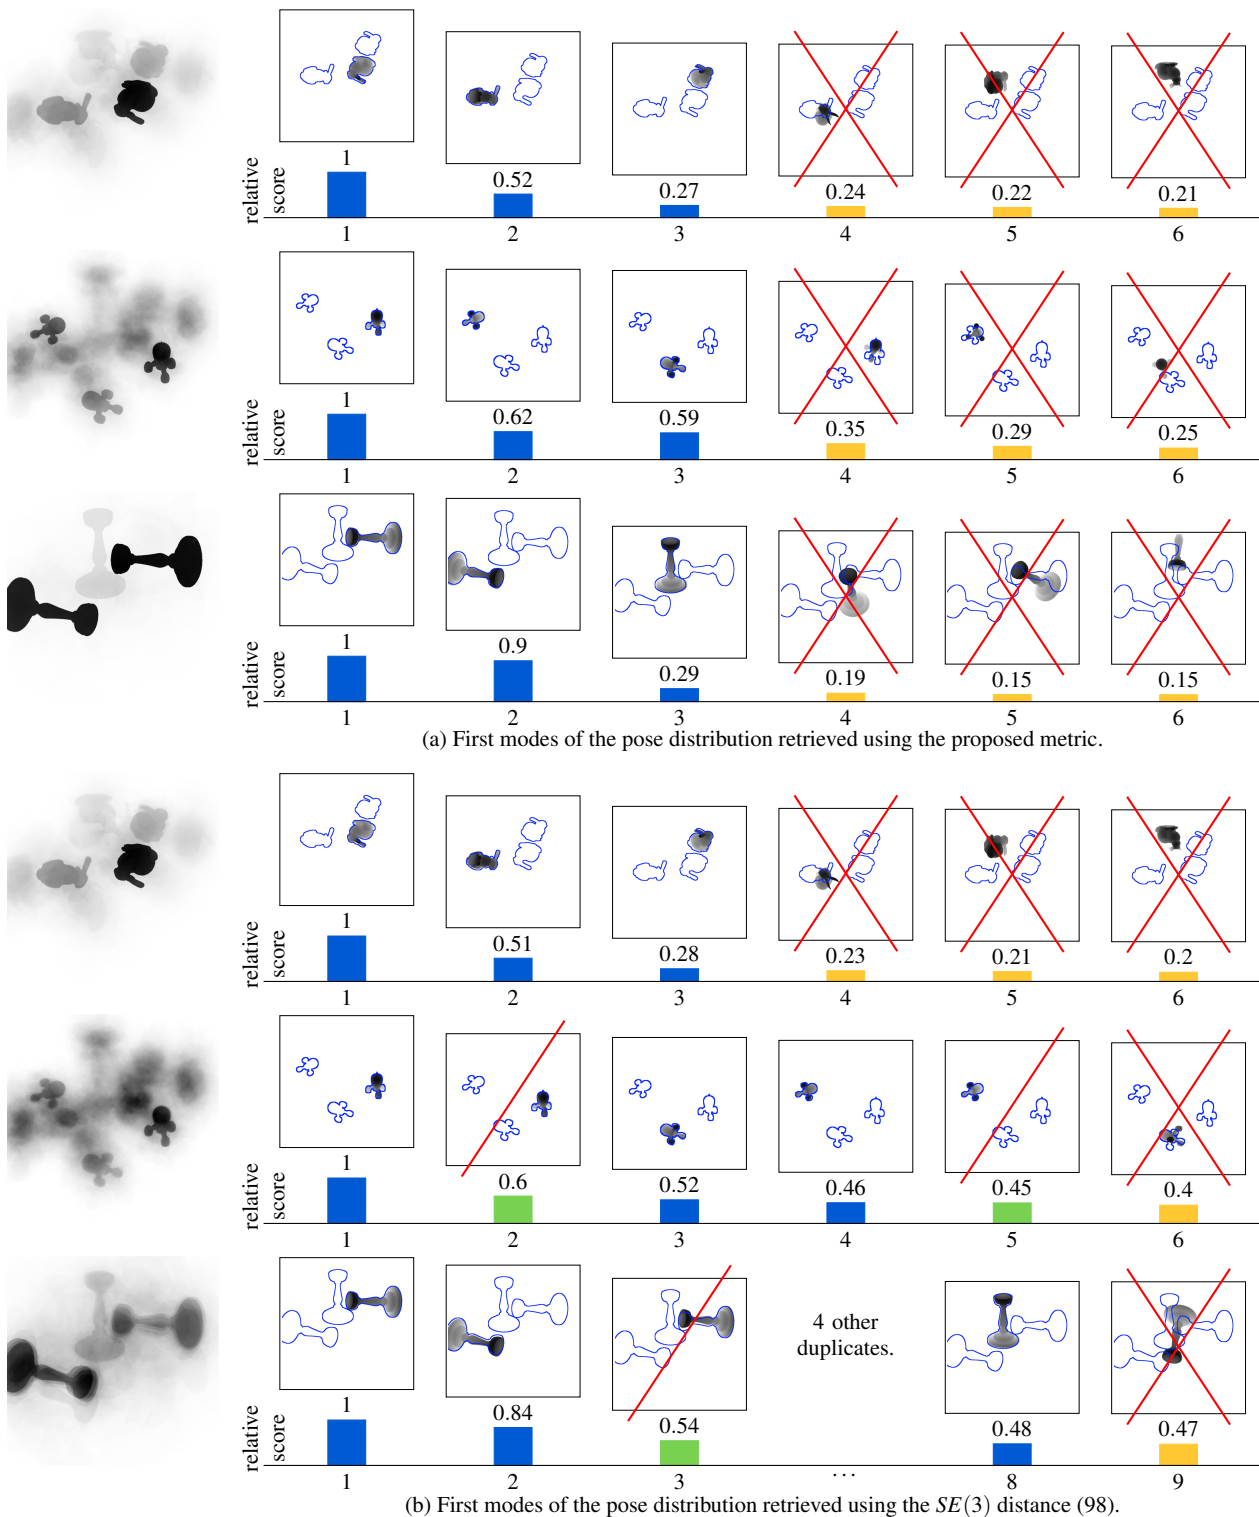 1 0.52 0.27 0.24 0.22 0.21
relative score
1 2 3 4 5 6
1 0.62 0.59 0.35 0.29 0.25
relative score
1 2 3 4 5 6
1 0.9 0.29 0.19 0.15 0.15
relative score
1 2 3 4 5 6
(a) First modes of the pose distribution retrieved using the proposed metric.
1 0.51 0.28 0.23 0.21 0.2
relative score
1 2 3 4 5 6
1 0.6 0.52 0.46 0.45 0.4
relative score
1 2 3 4 5 6
4 other
duplicates.
1 0.84 0.54 0.48 0.47
relative score
1 2 3 ... 8 9
(b) First modes of the pose distribution retrieved using the SE(3) distance (98).